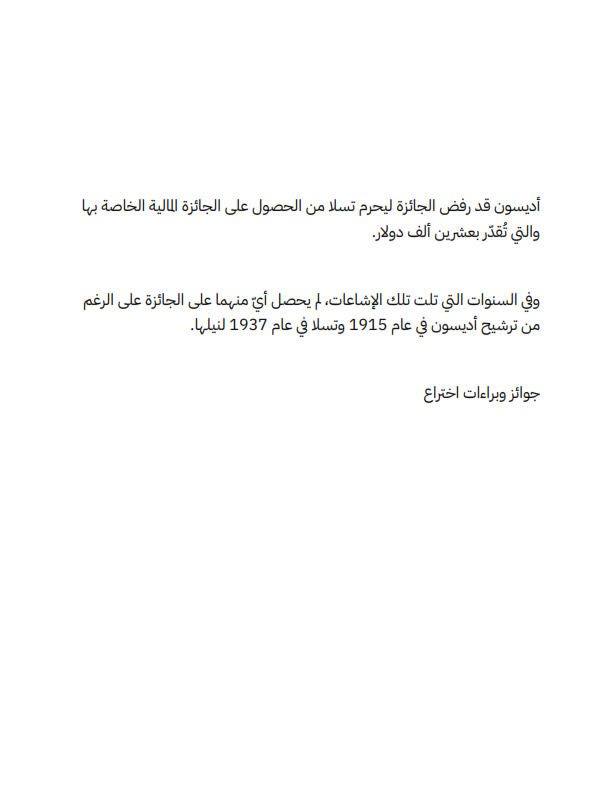 أديسون قد رفض الجائزة ليحرم تسلا من الحصول على الجائزة المالية الخاصة بها
والتي تُقدّر بعشرين ألف دولار.
وفي السنوات التي تلت تلك الإشاعات، لم يحصل أيّ منهما على الجائزة على الرغم
من ترشيح أديسون في عام 1915 وتسلا في عام 1937 لنيلها.
جوائز وبراءات اختراع